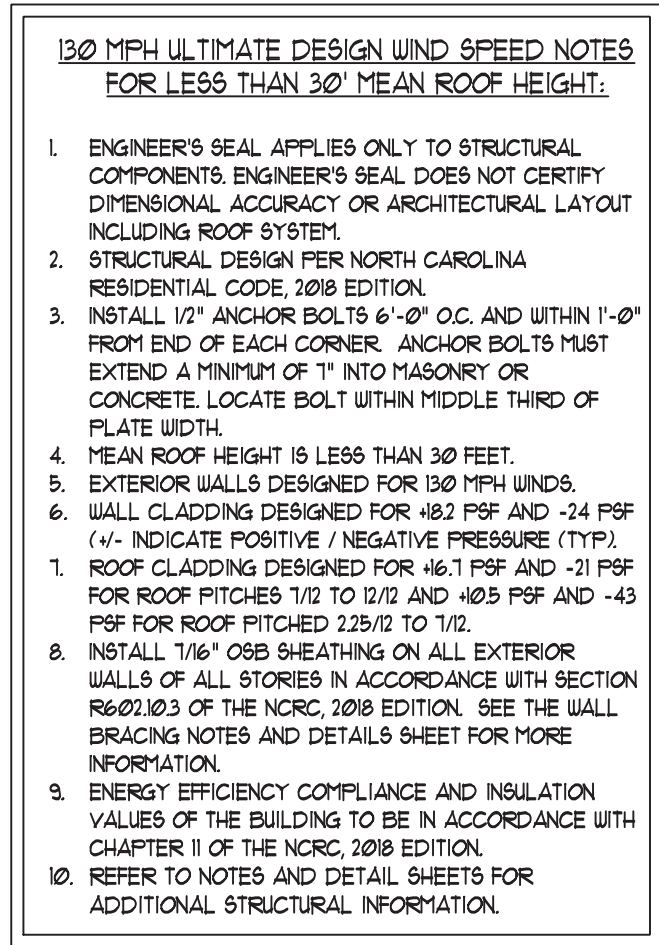 130 MPH ULTIMATE DESIGN WIND SPEED NOTES
FOR LESS THAN 30' MEAN ROOF HEIGHT:
1. ENGINEER'S SEAL APPLIES ONLY TO STRUCTURAL
COMPONENTS. ENGINEER'S SEAL DOES NOT CERTIFY
DIMENSIONAL ACCURACY OR ARCHITECTURAL LAYOUT
INCLUDING ROOF SYSTEM.
2. STRUCTURAL DESIGN PER NORTH CAROLINA
RESIDENTIAL CODE, 2018 EDITION.
3. INSTALL 1/2" ANCHOR BOLTS 6'-0" O.C. AND WITHIN 1'-0"
FROM END OF EACH CORNER. ANCHOR BOLTS MUST
EXTEND A MINIMUM OF 7" INTO MASONRY OR
CONCRETE. LOCATE BOLT WITHIN MIDDLE THIRD OF
PLATE WIDTH.
4. MEAN ROOF HEIGHT IS LESS THAN 30 FEET.
5. EXTERIOR WALLS DESIGNED FOR 130 MPH WINDS.
6. WALL CLADDING DESIGNED FOR +18.2 PSF AND -24 PSF
(+/- INDICATE POSITIVE / NEGATIVE PRESSURE (TYP).
7. ROOF CLADDING DESIGNED FOR +16.7 PSF AND -21 PSF
FOR ROOF PITCHES 7/12 TO 12/12 AND +10.5 PSF AND -43
PSF FOR ROOF PITCHED 2.25/12 TO 7/12.
8. INSTALL 7/16" OSB SHEATHING ON ALL EXTERIOR
WALLS OF ALL STORIES IN ACCORDANCE WITH SECTION
R602.10.3 OF THE NCRC, 2018 EDITION. SEE THE WALL
BRACING NOTES AND DETAILS SHEET FOR MORE
INFORMATION.
9. ENERGY EFFICIENCY COMPLIANCE AND INSULATION
VALUES OF THE BUILDING TO BE IN ACCORDANCE WITH
CHAPTER 11 OF THE NCRC, 2018 EDITION.
10. REFER TO NOTES AND DETAIL SHEETS FOR
ADDITIONAL STRUCTURAL INFORMATION.